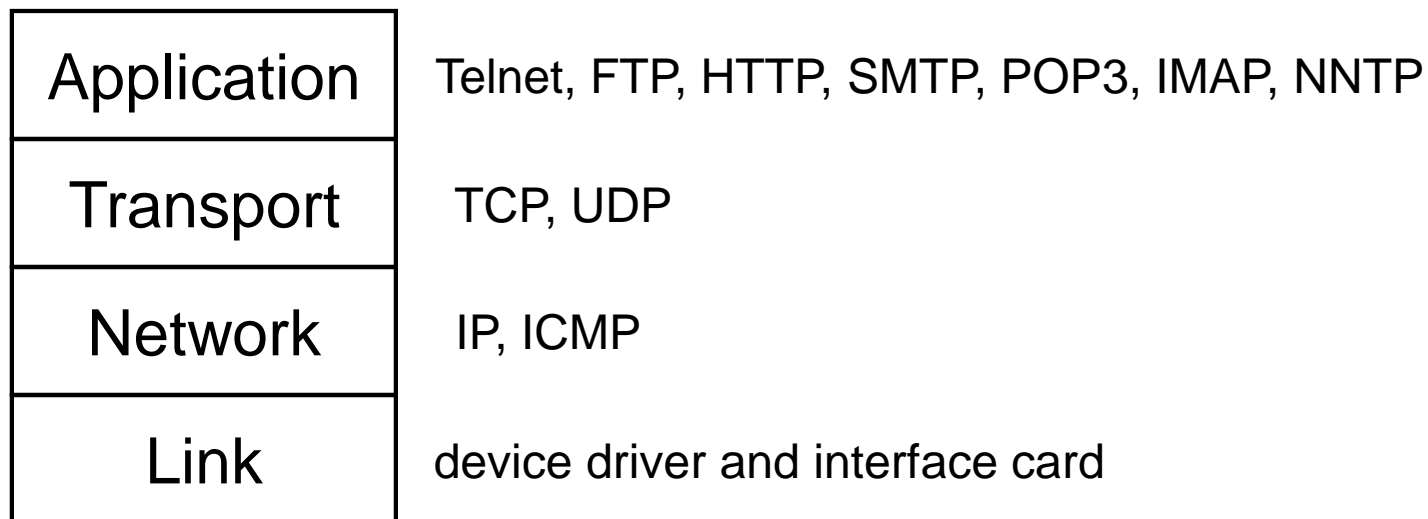 Application Telnet, FTP, HTTP, SMTP, POP3, IMAP, NNTP
Transport TCP, UDP
Network IP, ICMP
Link device driver and interface card